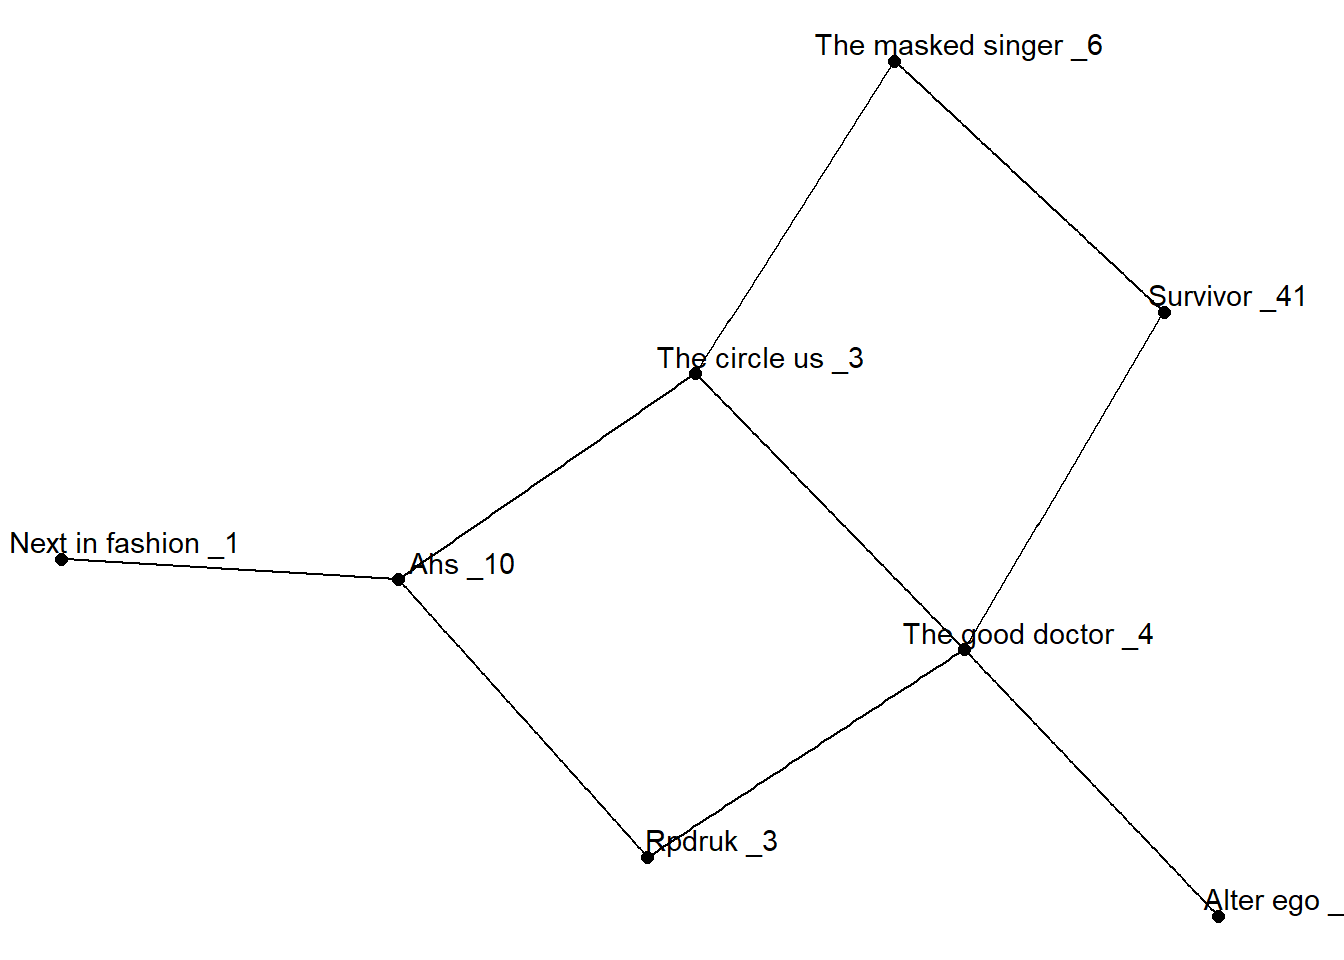 The masked singer _6
Survivor _41
The circle us _3
Next in fashion _1
Ahs _10
The good doctor _4
Rpdruk _3
Alter ego _